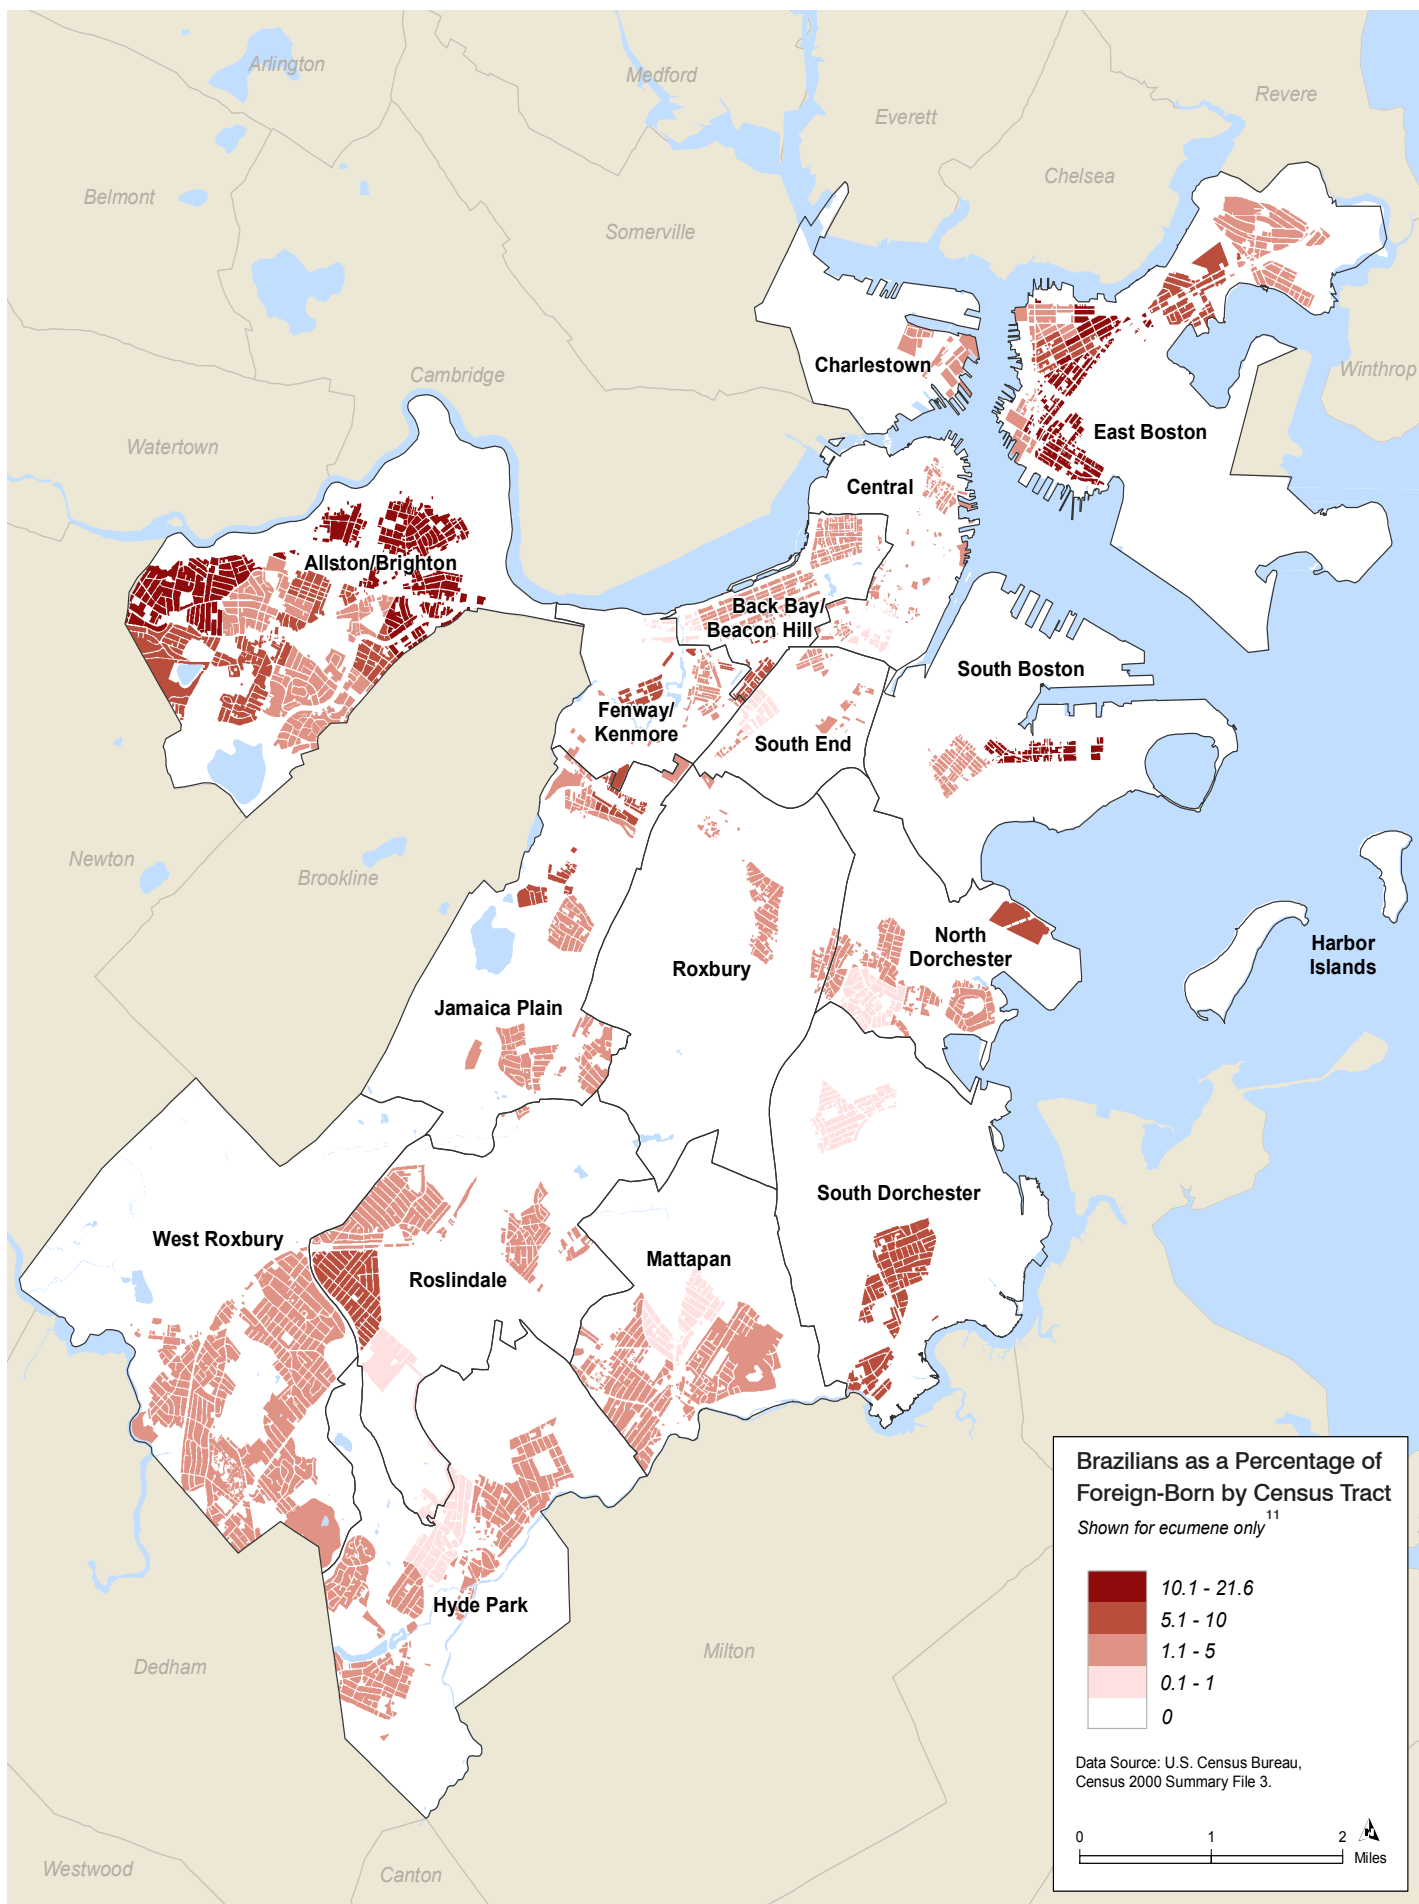 Arlington
Medford
Revere
Everett
Chelsea
Belmont
Somerville
Charlestown
Winthrop
Cambridge
East Boston
Watertown
Central
Allston/Brighton
Back Bay/
Beacon Hill
South Boston
Fenway/
Kenmore
South End
Newton
Brookline
North
Dorchester
Harbor
Islands
Roxbury
Jamaica Plain
South Dorchester
West Roxbury
Mattapan
Roslindale
Hyde Park
Dedham
Milton
Westwood
Canton
Brazilians as a Percentage of
Foreign-Born by Census Tract
Shown for ecumene only 11
10.1 - 21.6
5.1 - 10
1.1 - 5
0.1 - 1
0
Data Source: U.S. Census Bureau,
Census 2000 Summary File 3.
0 1 2
Miles